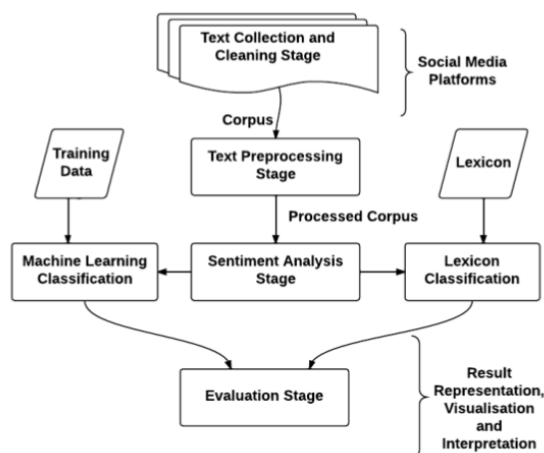 Text Collection and
Cleaning Stage
Social Media
Platforms
Corpus
Training
Data
Text Preprocessing
Stage
Lexicon
Processed Corpus
Machine Learning
Classification
Sentiment Analysis
Stage
Lexicon
Classification
Evaluation Stage
Result
Representation,
Visualisation
and
Interpretation